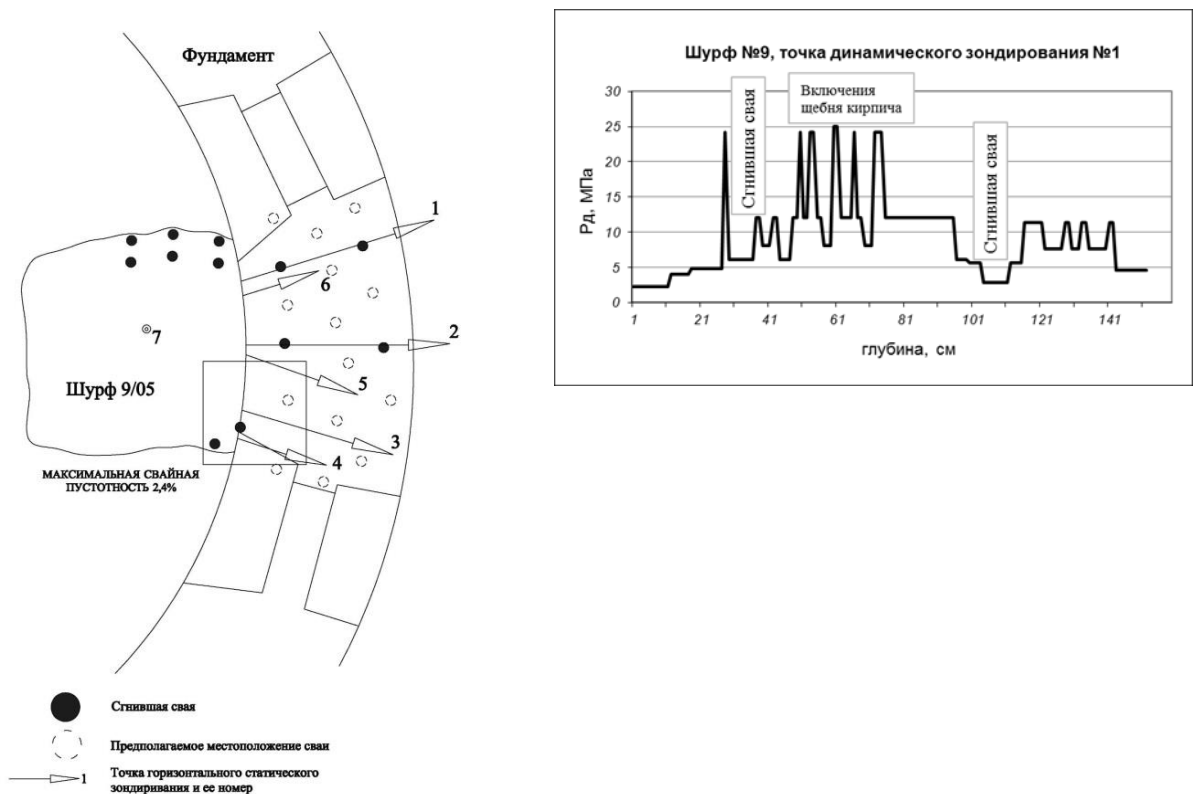 Фундамент
1
6
7
2
5
Шурф 9/05
3
4
МАКСИМАЛЬНАЯ СВАЙНАЯ
ПУСТОТНОСТЬ 2,4%
Сгнившая свая
Предполагаемое местоположение сваи
1 Точка горизонтального статического
зондиривания и ее номер
Шурф №9, точка динамического зондирования №1
Рд, МПа
30
25
20
15
10
5
0
Сгнившая свая
Включения
щебня кирпича
Сгнившая свая
1 21 41 61 81 101 121 141
глубина, см